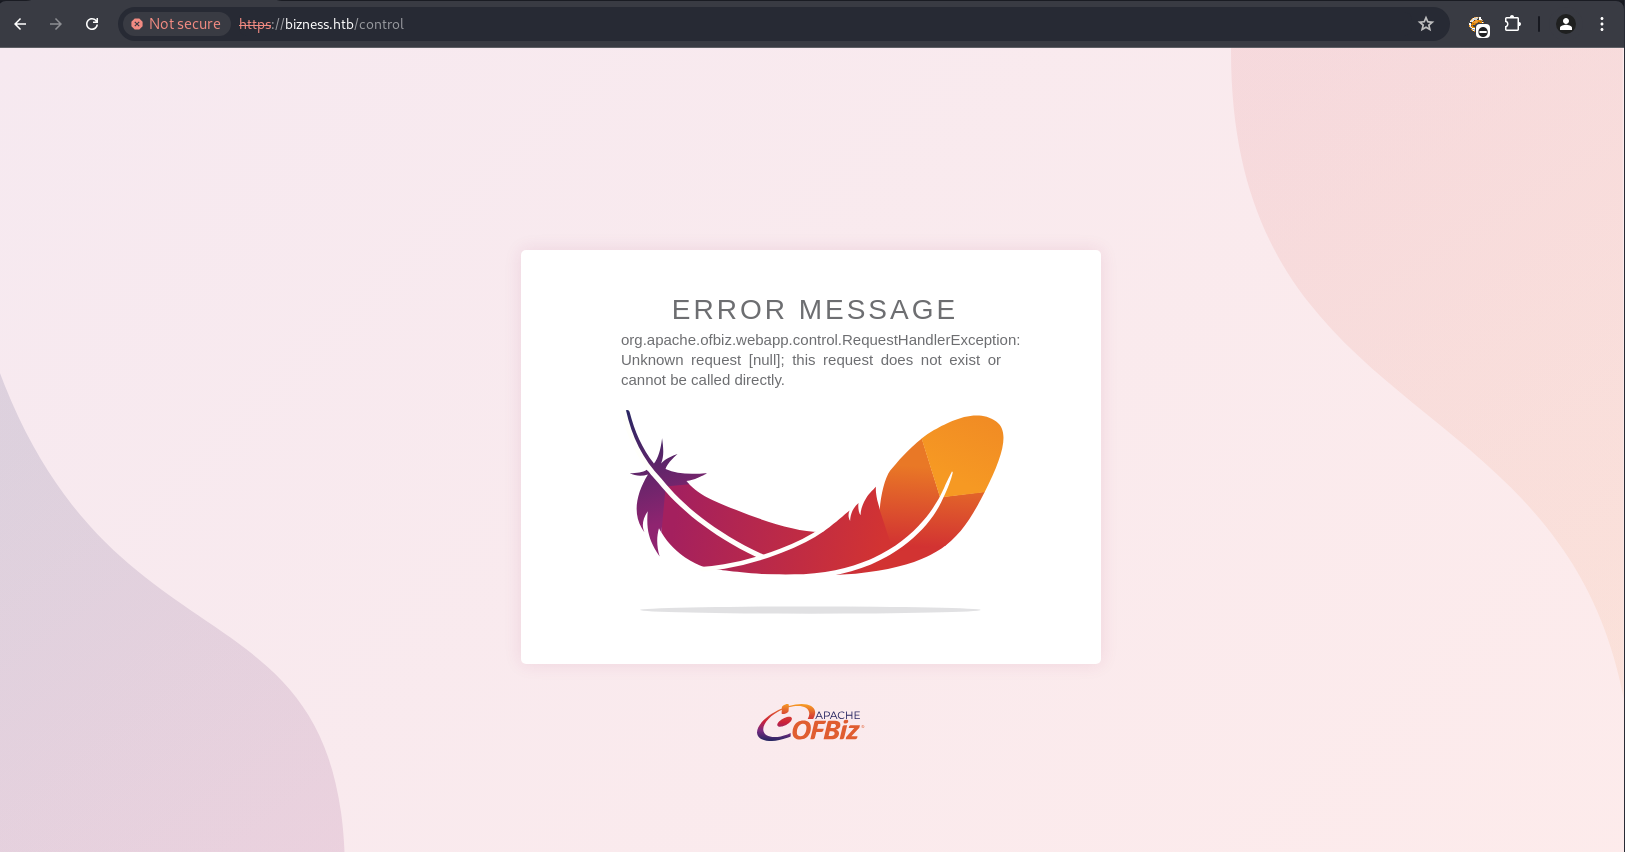 Not secure https://bizness.htb/control
ERROR MESSAGE
org.apache.ofbiz.webapp.control.RequestHandlerException:
Unknown request [null]; this request does not exist or
cannot be called directly.
APACHE
OFBiz